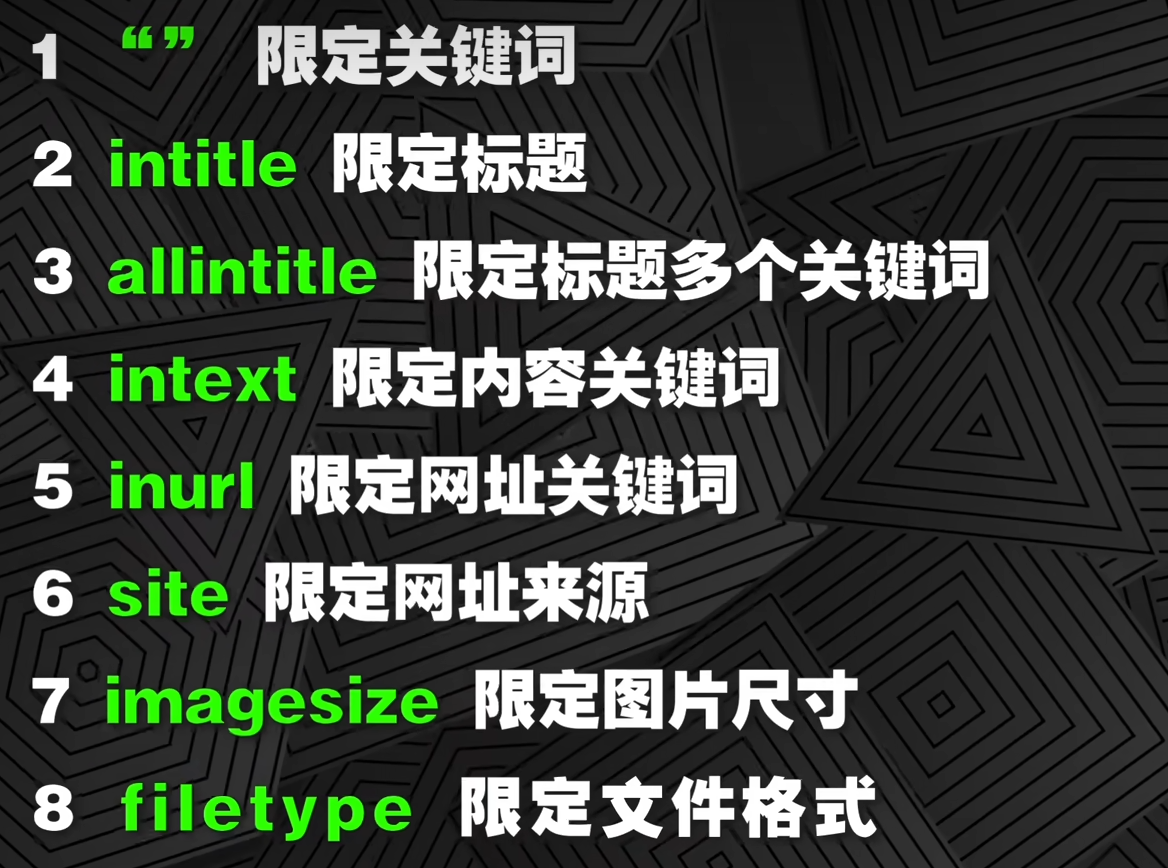 1 “” 限定关键词
2 intitle 限定标题
3 allintitle 限定标题多个关键词
4 intext 限定内容关键词
5 inurl 限定网址关键词
6 site 限定网址来源
7 imagesize 限定图片尺寸
8 filetype 限定文件格式